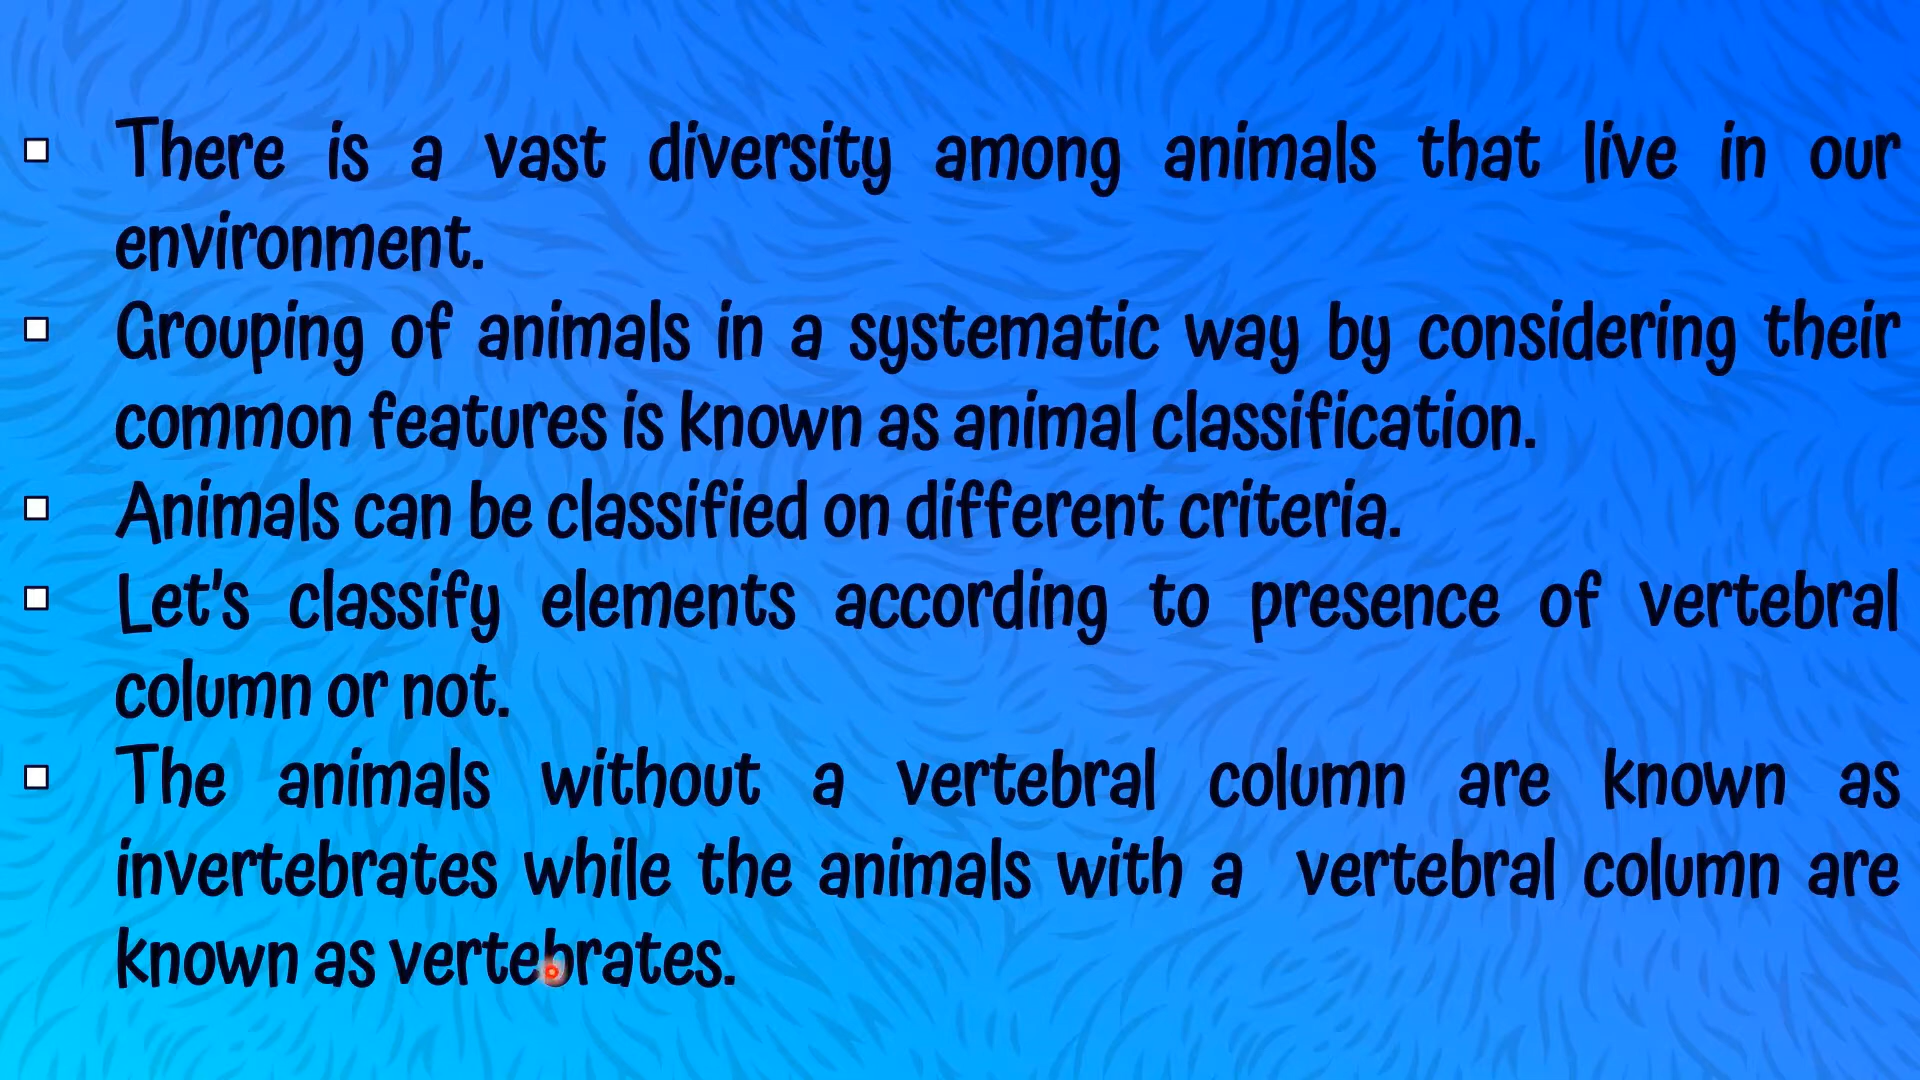 There is a vast diversity among animals that live in our
environment.
Grouping of animals in a systematic way by considering their
common features is known as animal classification.
Animals can be classified on different criteria.
Let's classify elements according to presence of vertebral
column or not.
The animals without a vertebral column are known as
invertebrates while the animals with a vertebral column are
known as vertebrates.